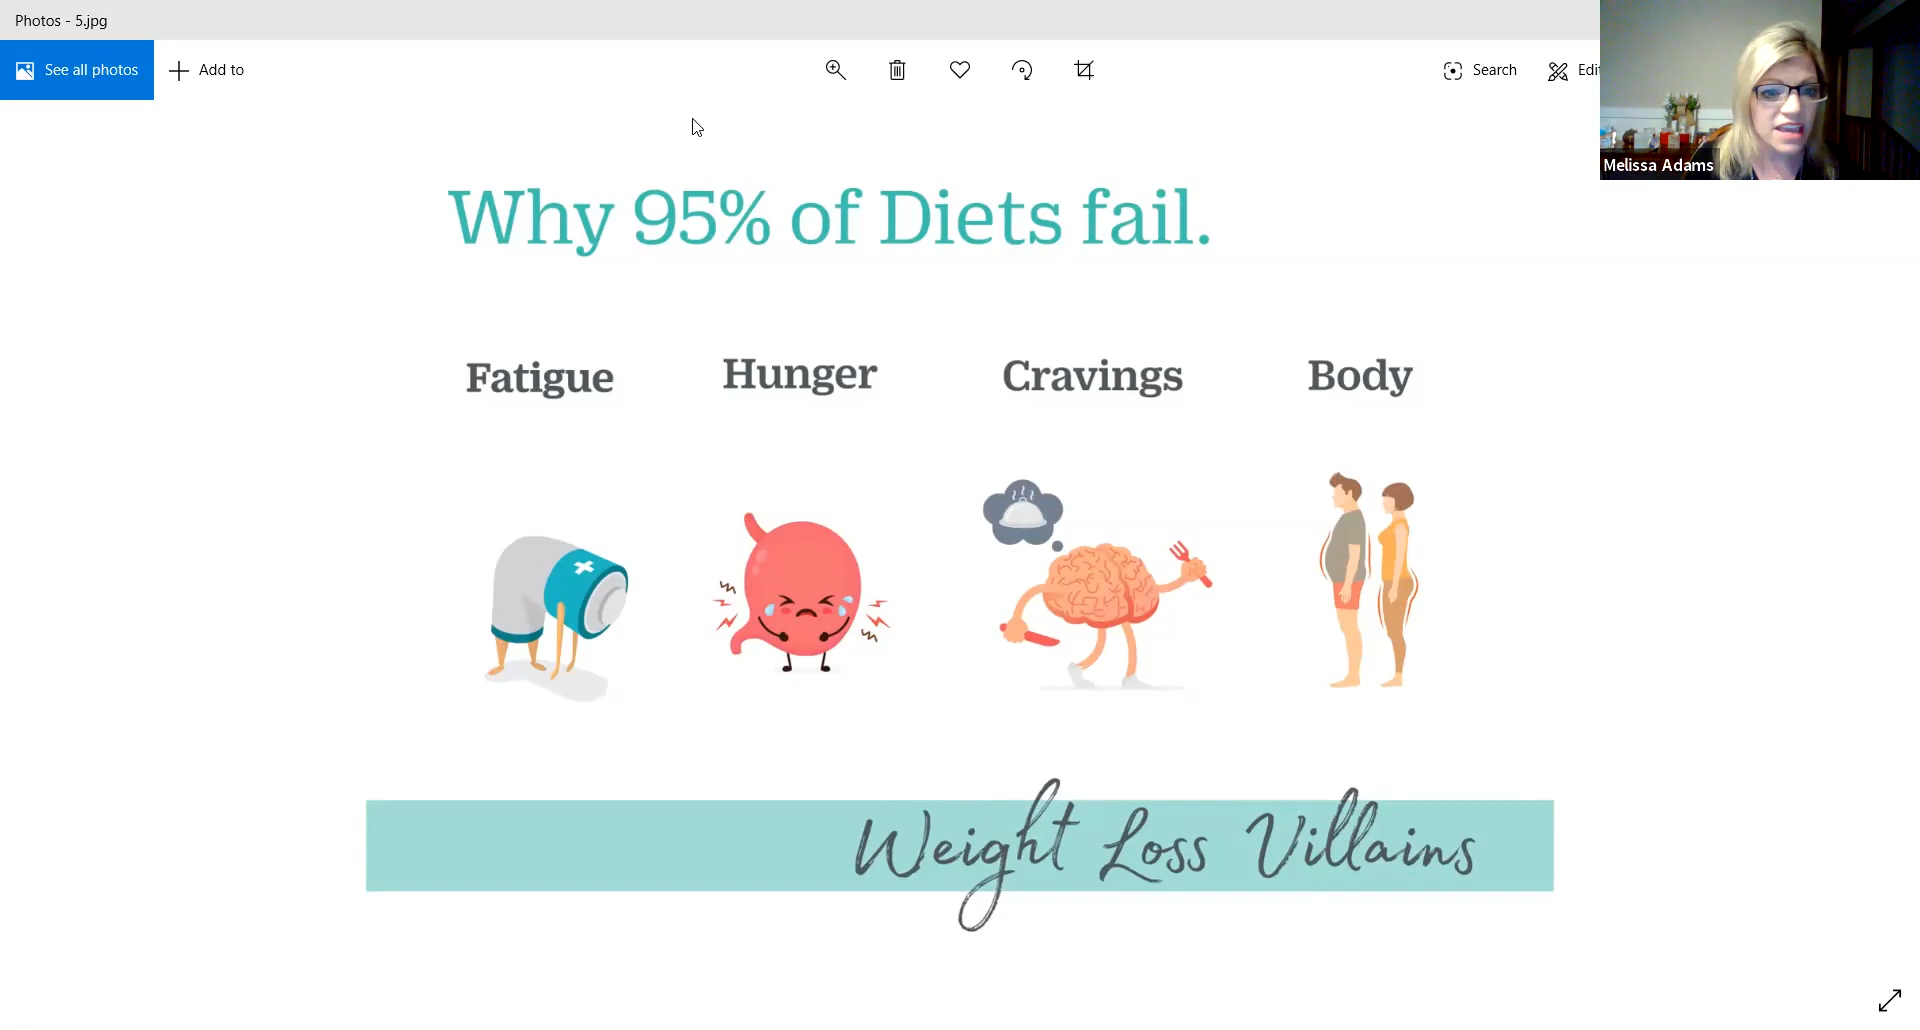 Photos - 5.jpg
See all photos
Add to
Search
Edit
Melissa Adams
Why 95% of Diets fail.
Fatigue
Hunger
Cravings
Body
Weight Loss Villains